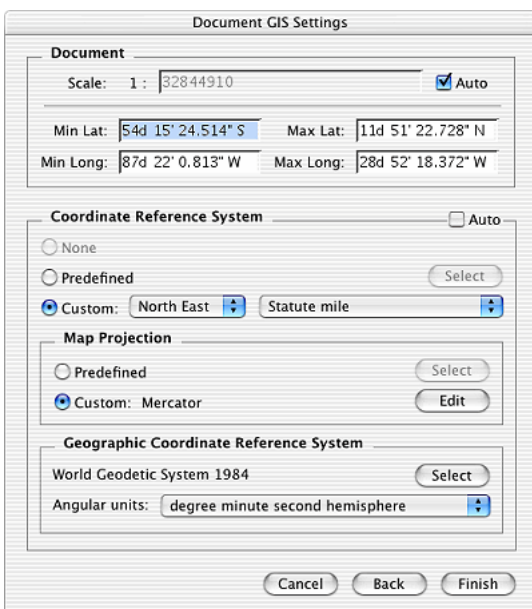 Document GIS Settings
Document
Scale: 1 : 32844910 Auto
Min Lat: 54d 15' 24.514" S Max Lat: 11d 51' 22.728" N
Min Long: 87d 22' 0.813" W Max Long: 28d 52' 18.372" W
Coordinate Reference System Auto
None
Predefined Select
Custom: North East Statute mile
Map Projection
Predefined Select
Custom: Mercator Edit
Geographic Coordinate Reference System
World Geodetic System 1984 Select
Angular units: degree minute second hemisphere
Cancel Back Finish